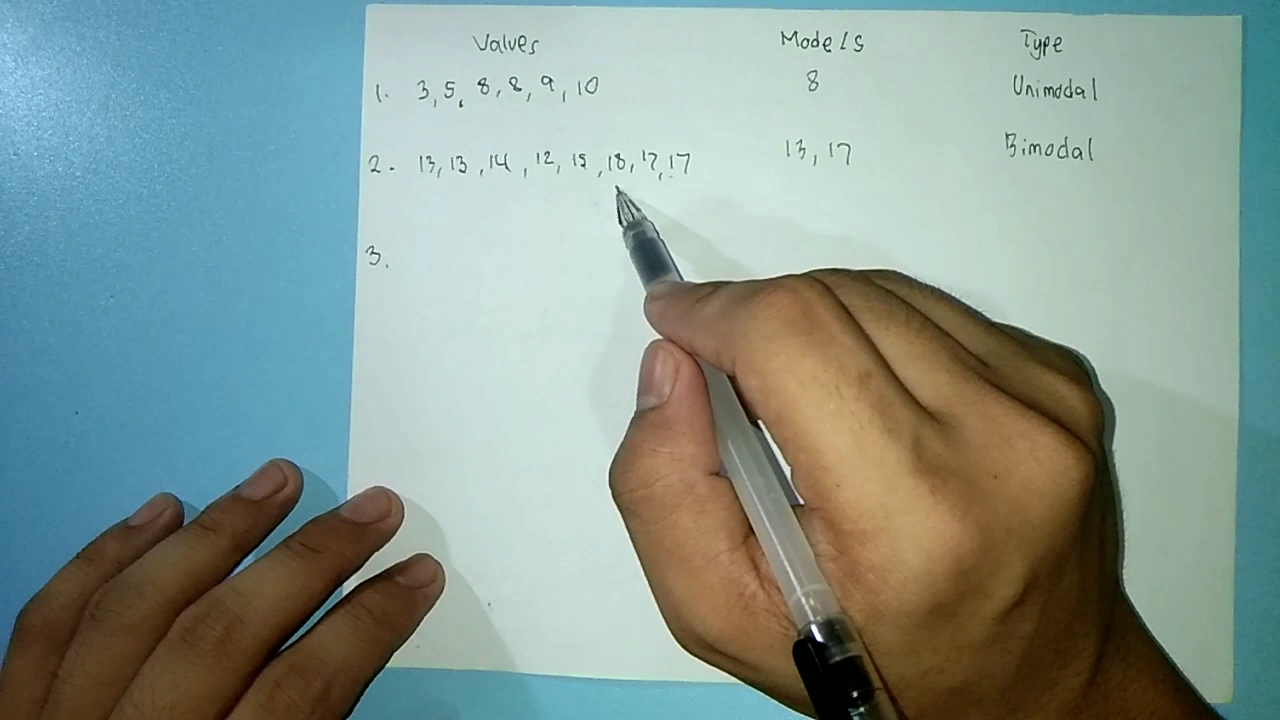 Values Mode/s Type
1. 3, 5, 8, 8, 9, 10 8 Unimodal
2. 13, 13, 14, 12, 15, 18, 17, 17 13, 17 Bimodal
3.